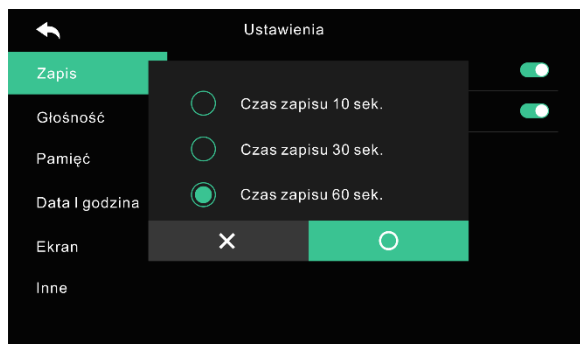 Ustawienia
Zapis
Głośność
Pamięć
Data I godzina
Ekran
Inne
Czas zapisu 10 sek.
Czas zapisu 30 sek.
Czas zapisu 60 sek.